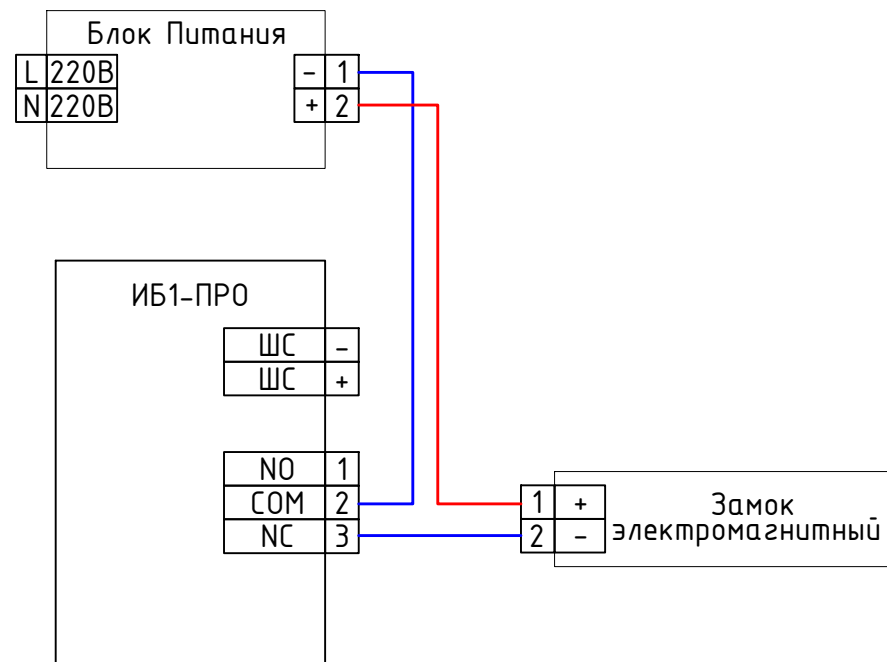 Блок Питания
L 220В - 1
N 220В + 2
ИБ1-ПРО
ШС -
ШС +
NO 1
COM 2
NC 3
1 + Замок
2 - электромагнитный